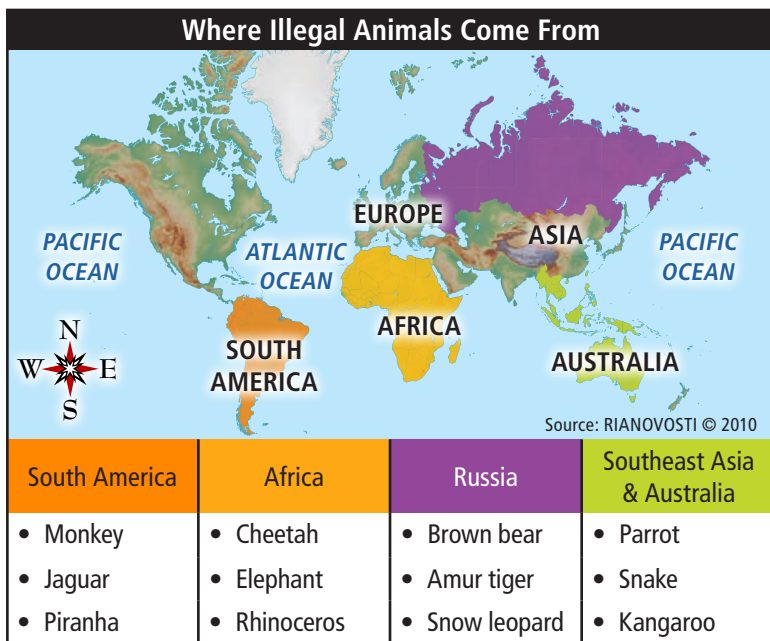 Where Illegal Animals Come From
EUROPE
ASIA
PACIFIC
OCEAN
ATLANTIC
OCEAN
PACIFIC
OCEAN
AFRICA
SOUTH
AMERICA
AUSTRALIA
N
W E
S
Source: RIANOVOSTI © 2010
South America
• Monkey
• Jaguar
• Piranha
Africa
• Cheetah
• Elephant
• Rhinoceros
Russia
• Brown bear
• Amur tiger
• Snow leopard
Southeast Asia
& Australia
• Parrot
• Snake
• Kangaroo